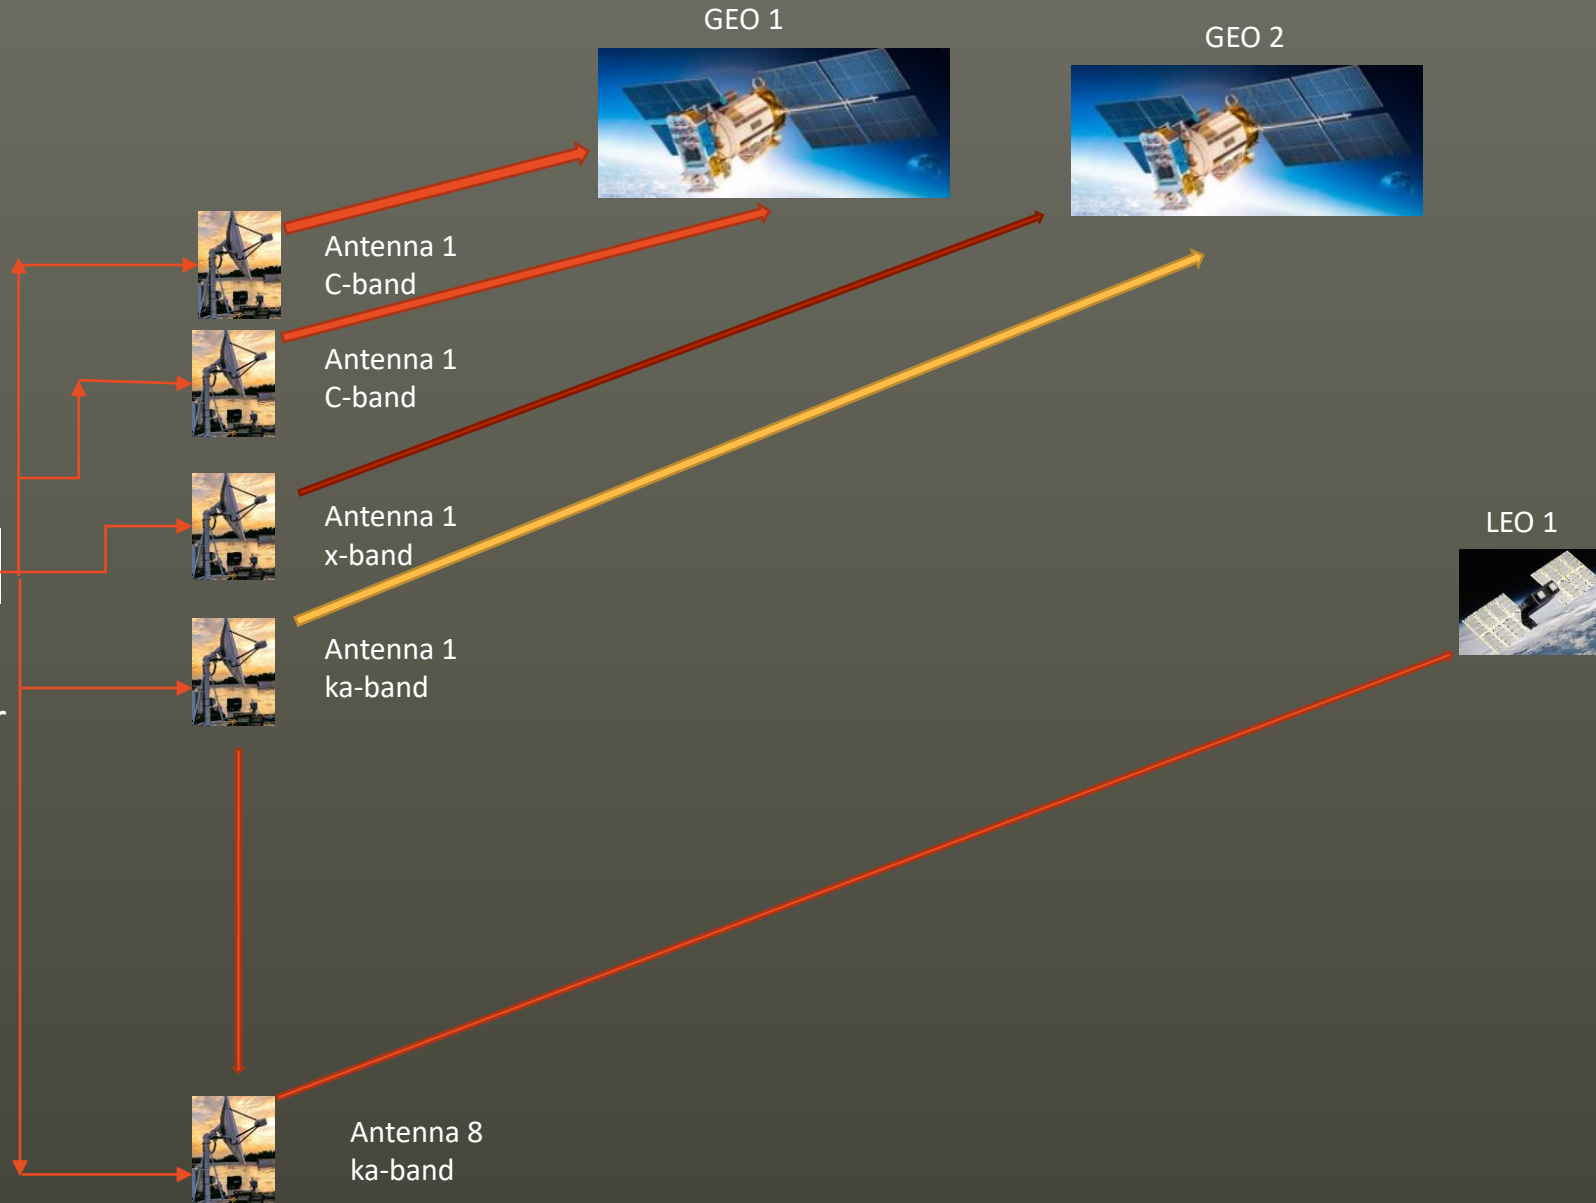 GEO 1
GEO 2
Antenna 1
C-band
Antenna 1
C-band
Antenna 1
x-band
LEO 1
Antenna 1
ka-band
Antenna 8
ka-band